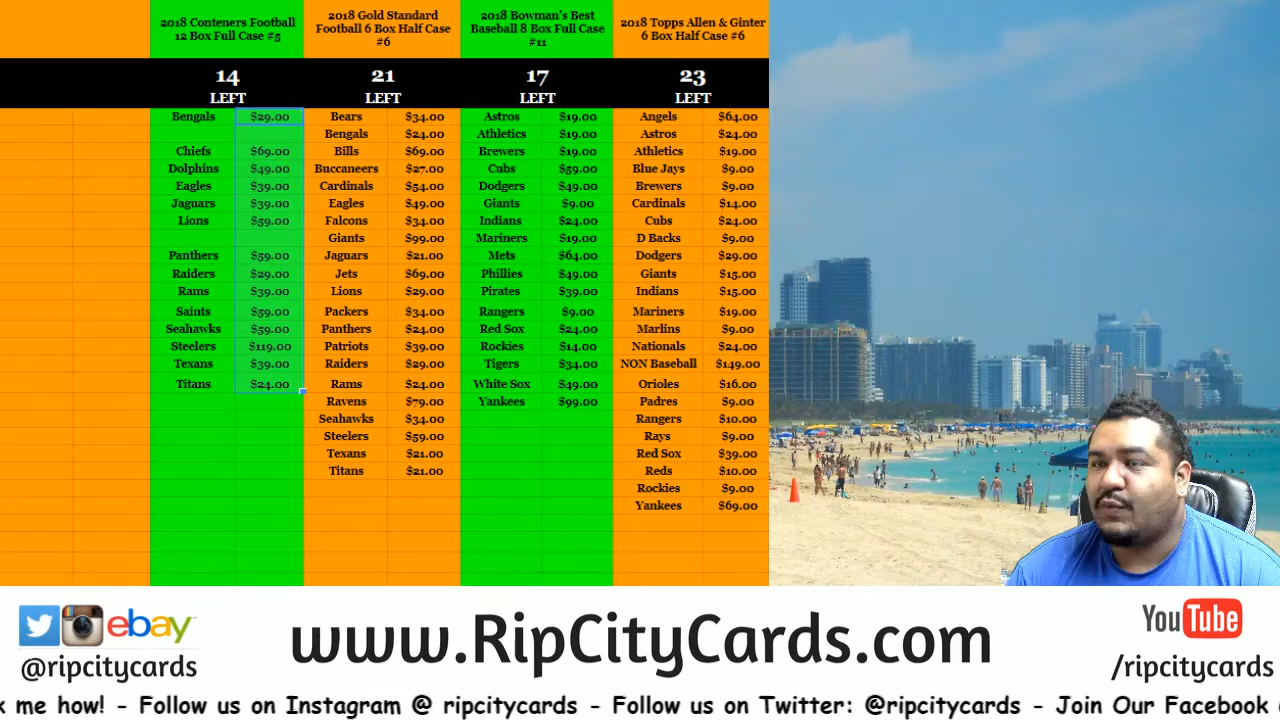 2018 Conteners Football
12 Box Full Case #5
14
LEFT
Bengals $29.00
Chiefs $69.00
Dolphins $49.00
Eagles $39.00
Jaguars $39.00
Lions $59.00
Panthers $59.00
Raiders $29.00
Rams $39.00
Saints $59.00
Seahawks $59.00
Steelers $119.00
Texans $39.00
Titans $24.00
2018 Gold Standard
Football 6 Box Half Case
#6
21
LEFT
Bears $34.00
Bengals $24.00
Bills $69.00
Buccaneers $27.00
Cardinals $54.00
Eagles $49.00
Falcons $34.00
Giants $99.00
Jaguars $21.00
Jets $69.00
Lions $29.00
Packers $34.00
Panthers $24.00
Patriots $39.00
Raiders $29.00
Rams $24.00
Ravens $79.00
Seahawks $34.00
Steelers $59.00
Texans $21.00
Titans $21.00
2018 Bowman's Best
Baseball 8 Box Full Case
#11
17
LEFT
Astros $19.00
Athletics $19.00
Brewers $19.00
Cubs $59.00
Dodgers $49.00
Giants $9.00
Indians $24.00
Mariners $19.00
Mets $64.00
Phillies $49.00
Pirates $39.00
Rangers $9.00
Red Sox $24.00
Rockies $14.00
Tigers $34.00
White Sox $49.00
Yankees $99.00
2018 Topps Allen & Ginter
6 Box Half Case #6
23
LEFT
Angels $64.00
Astros $24.00
Athletics $19.00
Blue Jays $9.00
Brewers $9.00
Cardinals $14.00
Cubs $24.00
D Backs $9.00
Dodgers $29.00
Giants $15.00
Indians $15.00
Mariners $19.00
Marlins $9.00
Nationals $24.00
NON Baseball $149.00
Orioles $16.00
Padres $9.00
Rangers $10.00
Rays $9.00
Red Sox $39.00
Reds $10.00
Rockies $9.00
Yankees $69.00
ebay
@ripcitycards
www.RipCityCards.com
YouTube
/ripcitycards
k me how! - Follow us on Instagram @ ripcitycards - Follow us on Twitter: @ripcitycards - Join Our Facebook